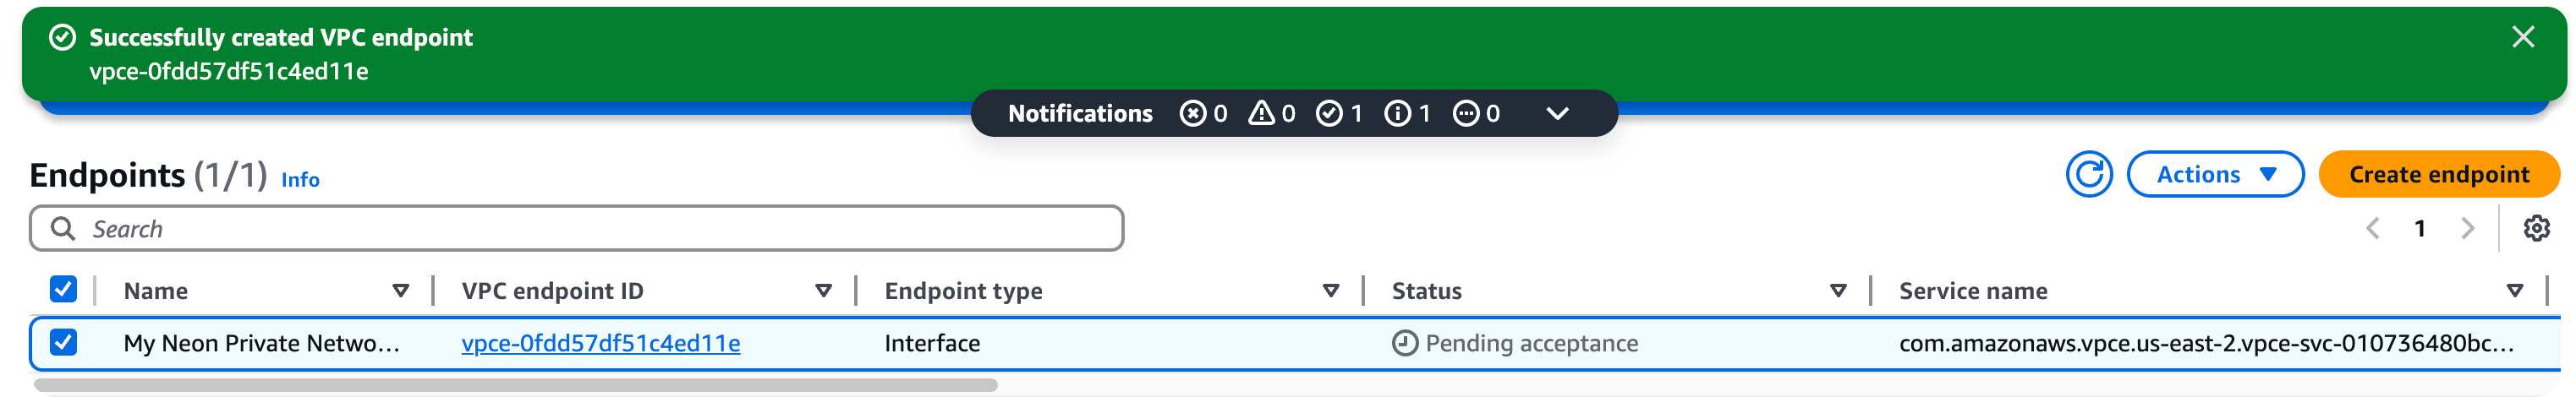 Successfully created VPC endpoint
vpce-0fdd57df51c4ed11e
Notifications 0 0 1 1 0
Endpoints (1/1) Info
Actions Create endpoint
Search
1
Name VPC endpoint ID Endpoint type Status Service name
My Neon Private Netwo... vpce-0fdd57df51c4ed11e Interface Pending acceptance com.amazonaws.vpce.us-east-2.vpce-svc-010736480bc...